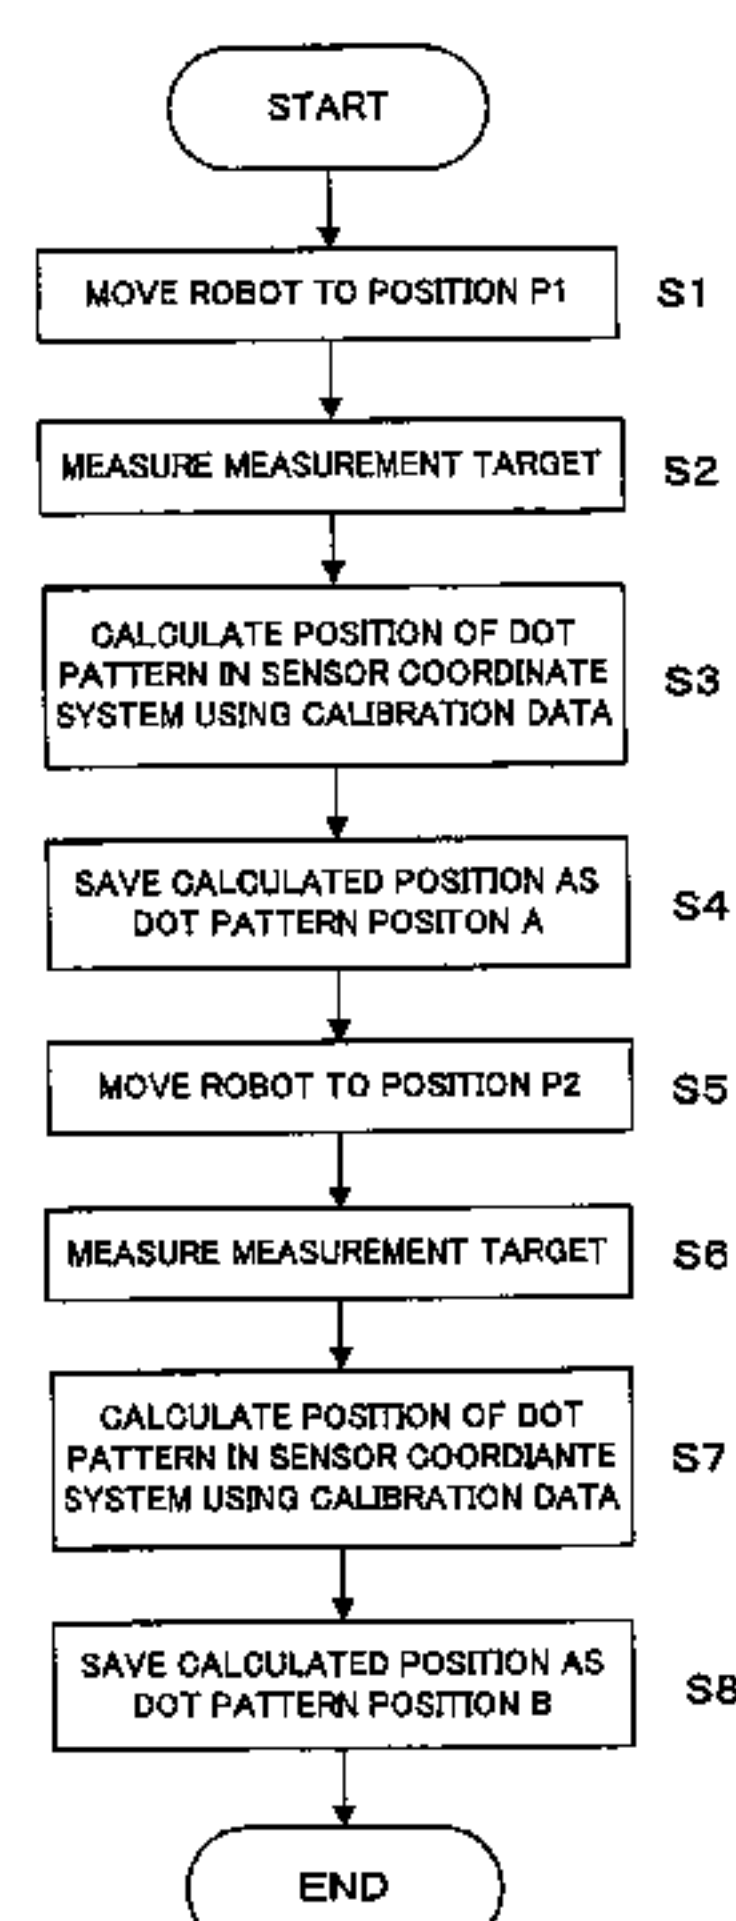 START
MOVE ROBOT TO POSITION P1
S1
MEASURE MEASUREMENT TARGET
S2
CALCULATE POSITION OF DOT
PATTERN IN SENSOR COORDINATE
SYSTEM USING CALIBRATION DATA
S3
SAVE CALCULATED POSITION AS
DOT PATTERN POSITON A
S4
MOVE ROBOT TO POSITION P2
S5
MEASURE MEASUREMENT TARGET
S6
CALCULATE POSITION OF DOT
PATTERN IN SENSOR COORDIANTE
SYSTEM USING CALIBRATION DATA
S7
SAVE CALCULATED POSITION AS
DOT PATTERN POSITION B
S8
END